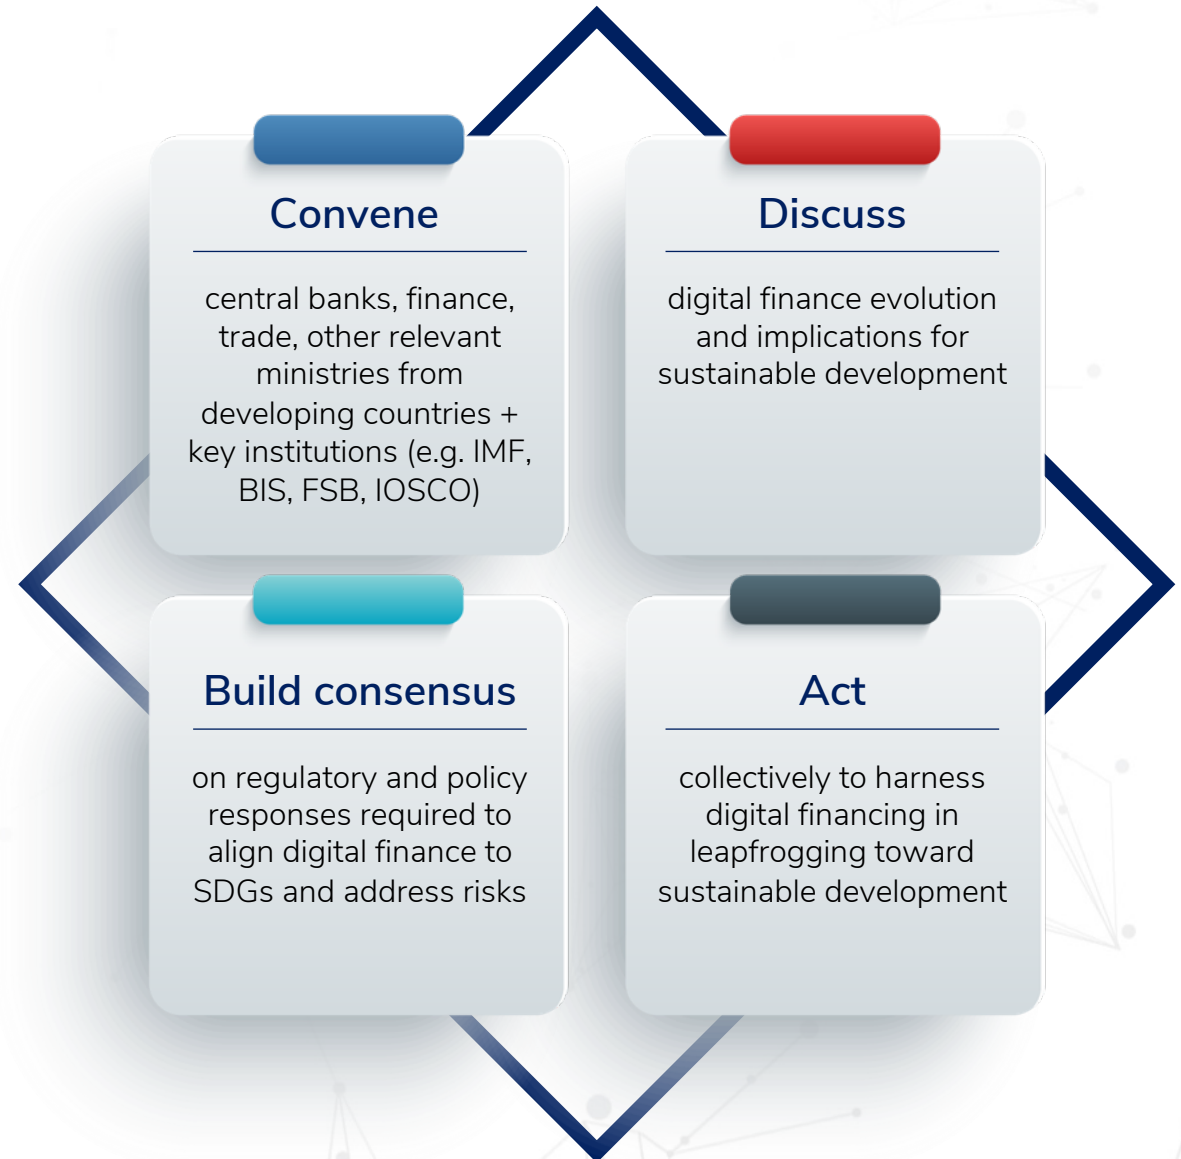 Convene
central banks, finance,
trade, other relevant
ministries from
developing countries +
key institutions (e.g. IMF,
BIS, FSB, IOSCO)
Discuss
digital finance evolution
and implications for
sustainable development
Build consensus
on regulatory and policy
responses required to
align digital finance to
SDGs and address risks
Act
collectively to harness
digital financing in
leapfrogging toward
sustainable development